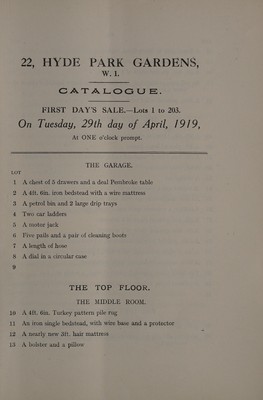 22, HYDE PARK GARDENS,
W. 1.
CATALOGUE.
FIRST DAY'S SALE.—Lots 1 to 203.
On Tuesday, 29th day of April, 1919,
At ONE o'clock prompt.
THE GARAGE.
LOT
1 A chest of 3 drawers and a deal Pembroke table
2 A 4ft. 6in. iron bedstead with a wire mattress
3 A petrol bin and 2 large drip trays
4 Two car ladders
5 A motor jack
6 Five pails and a pair of cleaning boots
7 A length of hose
8 A dial in a circular case
9
THE TOP FLOOR.
THE MIDDLE ROOM.
10 A 4ft. 6in. Turkey pattern pile rug
11 An iron single bedstead, with wire base and a protector
12 A nearly new 3ft. hair mattress
13 A bolster and a pillow